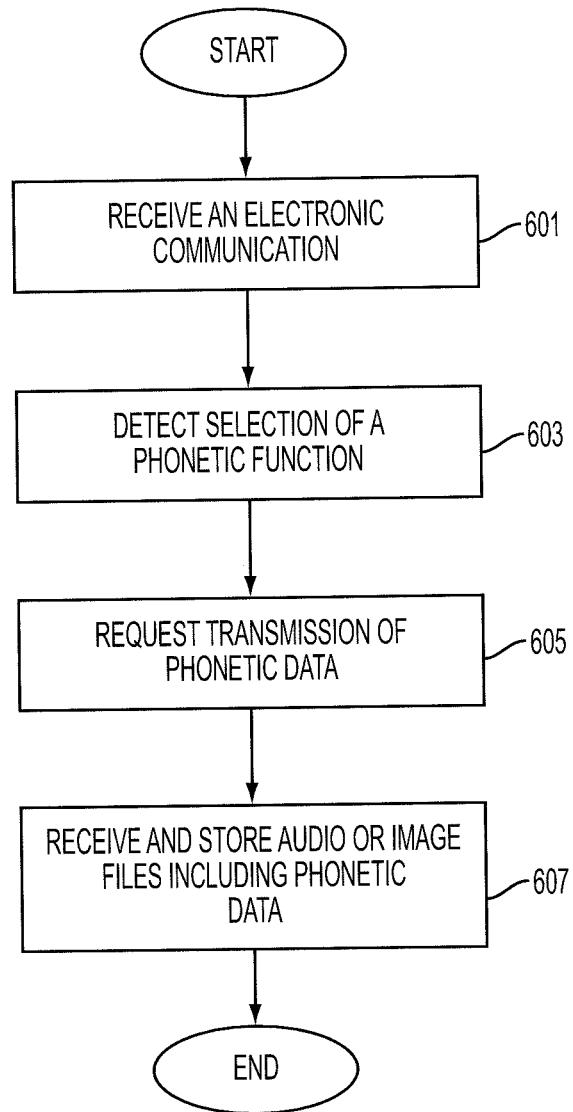 START
RECEIVE AN ELECTRONIC
COMMUNICATION
601
DETECT SELECTION OF A
PHONETIC FUNCTION
603
REQUEST TRANSMISSION OF
PHONETIC DATA
605
RECEIVE AND STORE AUDIO OR IMAGE
FILES INCLUDING PHONETIC
DATA
607
END